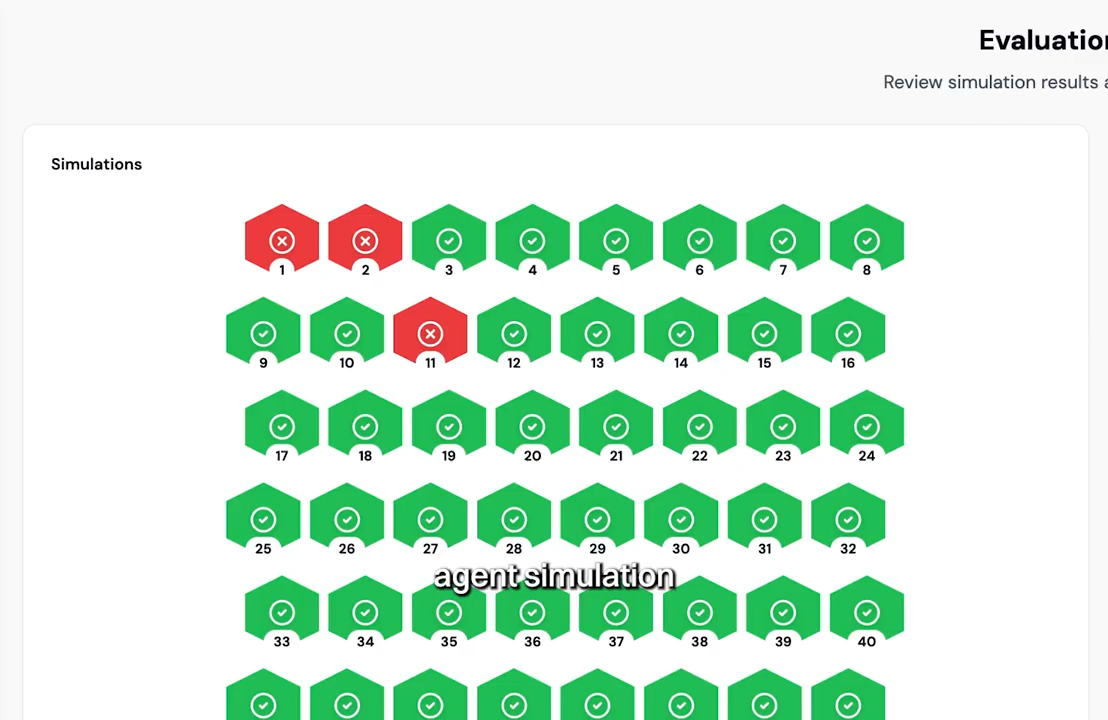 Evaluation
Review simulation results a
Simulations
1 2 3 4 5 6 7 8
9 10 11 12 13 14 15 16
17 18 19 20 21 22 23 24
25 26 27 28 29 30 31 32
agent simulation
33 34 35 36 37 38 39 40